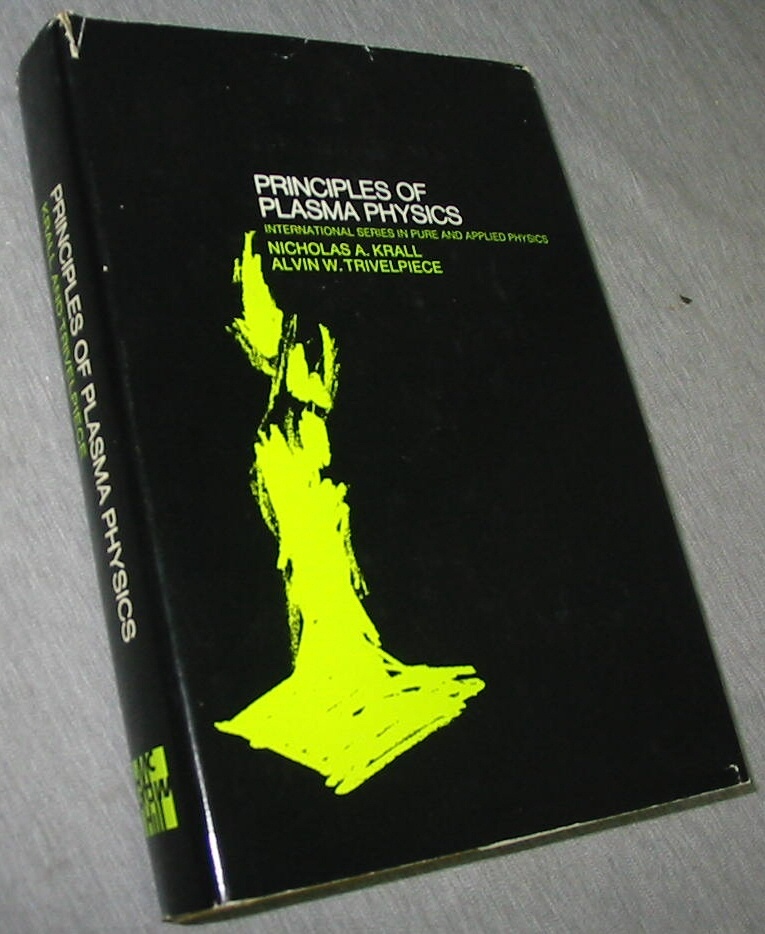 PRINCIPLES OF
PLASMA PHYSICS
INTERNATIONAL SERIES IN PURE AND APPLIED PHYSICS
NICHOLAS A. KRALL
ALVIN W. TRIVELPIECE
PRINCIPLES OF PLASMA PHYSICS
KRALL AND TRIVELPIECE